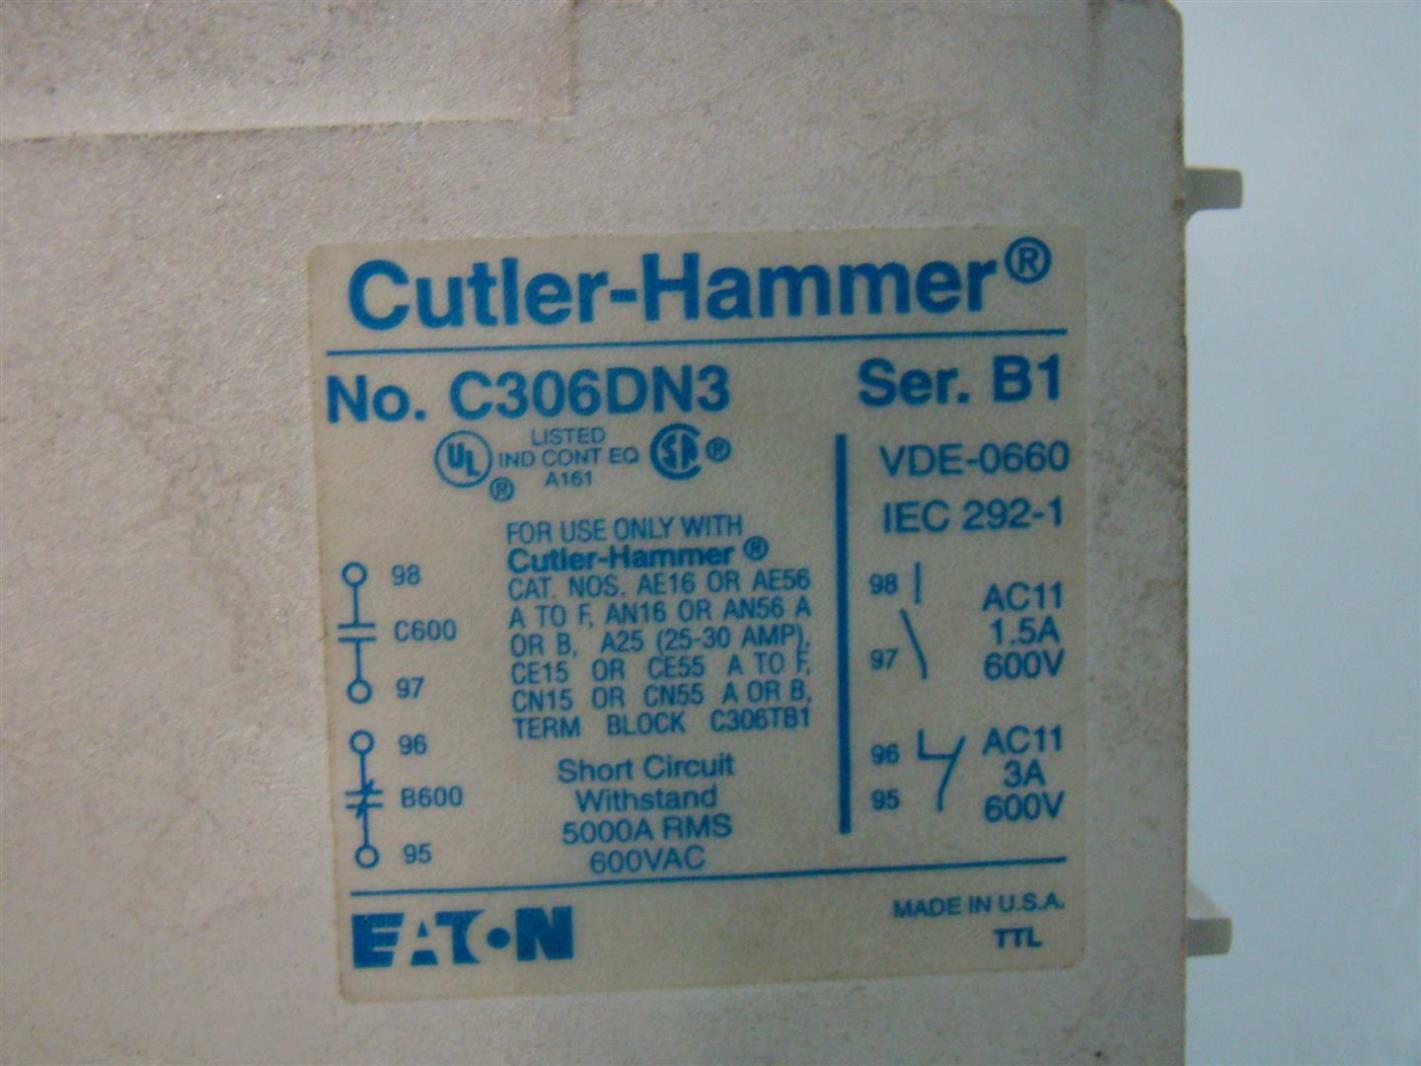 Cutler-Hammer®
No. C306DN3 Ser. B1
UL® LISTED IND CONT EQ A161 SA®
VDE-0660
IEC 292-1
FOR USE ONLY WITH
Cutler-Hammer®
CAT. NOS. AE16 OR AE56
A TO F, AN16 OR AN56 A
OR B, A25 (25-30 AMP),
CE15 OR CE55 A TO F,
CN15 OR CN55 A OR B,
TERM BLOCK C306TB1
Short Circuit
Withstand
5000A RMS
600VAC
98
C600
97
96
B600
95
98 AC11
1.5A
97 600V
96 AC11
3A
95 600V
EATON
MADE IN U.S.A.
TTL